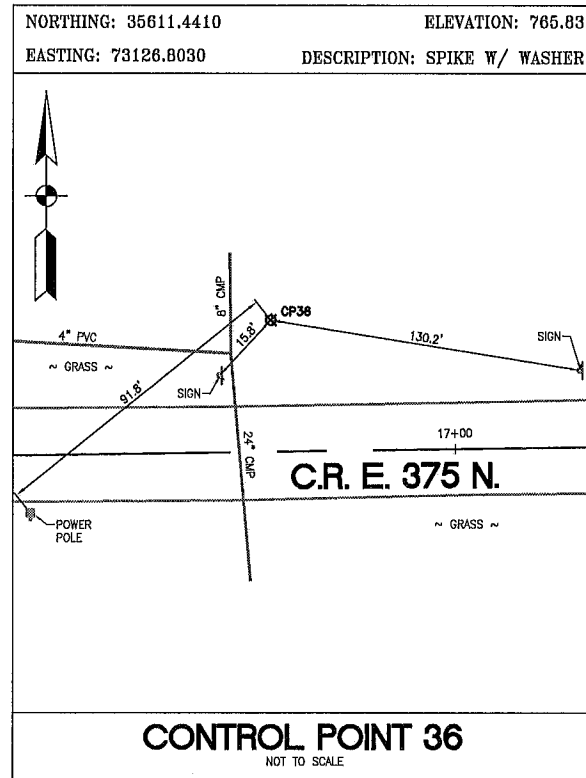 NORTHING: 35611.4410 ELEVATION: 765.83
EASTING: 73126.8030 DESCRIPTION: SPIKE W/ WASHER
8" CMP
CP36
15.8'
4" PVC
130.2'
SIGN
~ GRASS ~
91.8'
SIGN
24" CMP
17+00
C.R. E. 375 N.
POWER
POLE
~ GRASS ~
CONTROL POINT 36
NOT TO SCALE